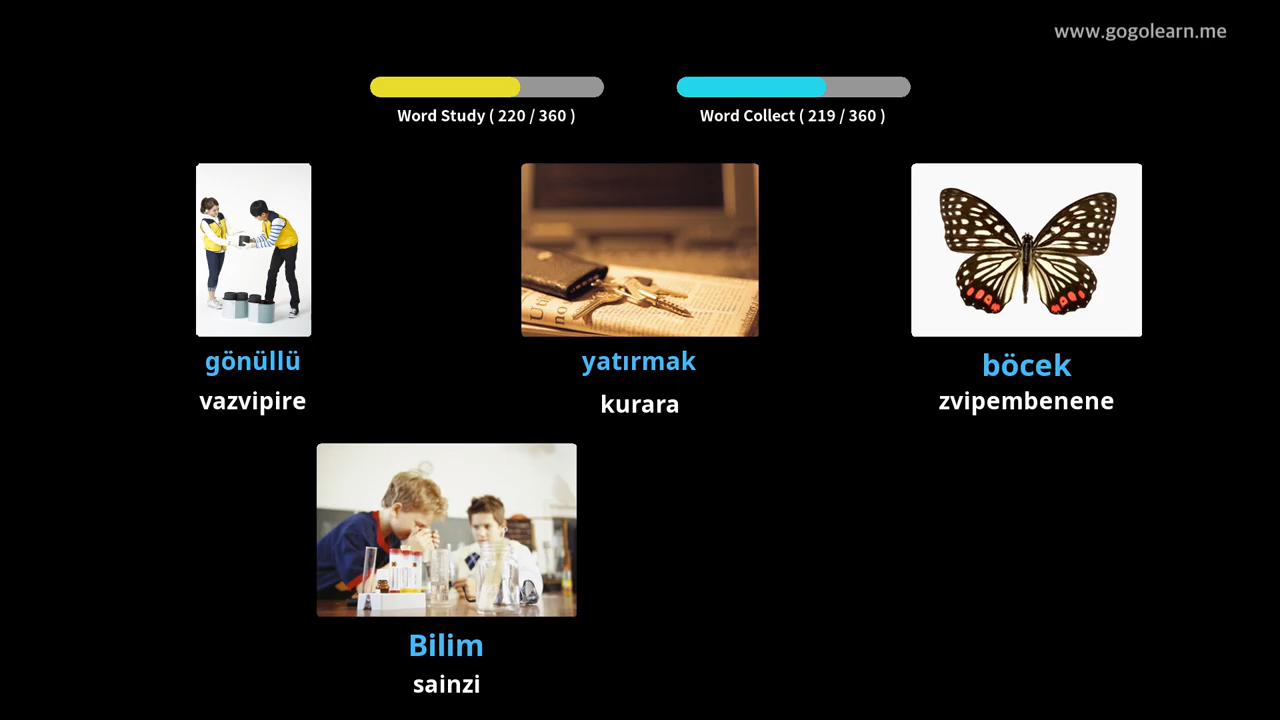 www.gogolearn.me
Word Study ( 220 / 360 )
Word Collect ( 219 / 360 )
gönüllü
vazvipire
yatırmak
kurara
böcek
zvipembenene
Bilim
sainzi